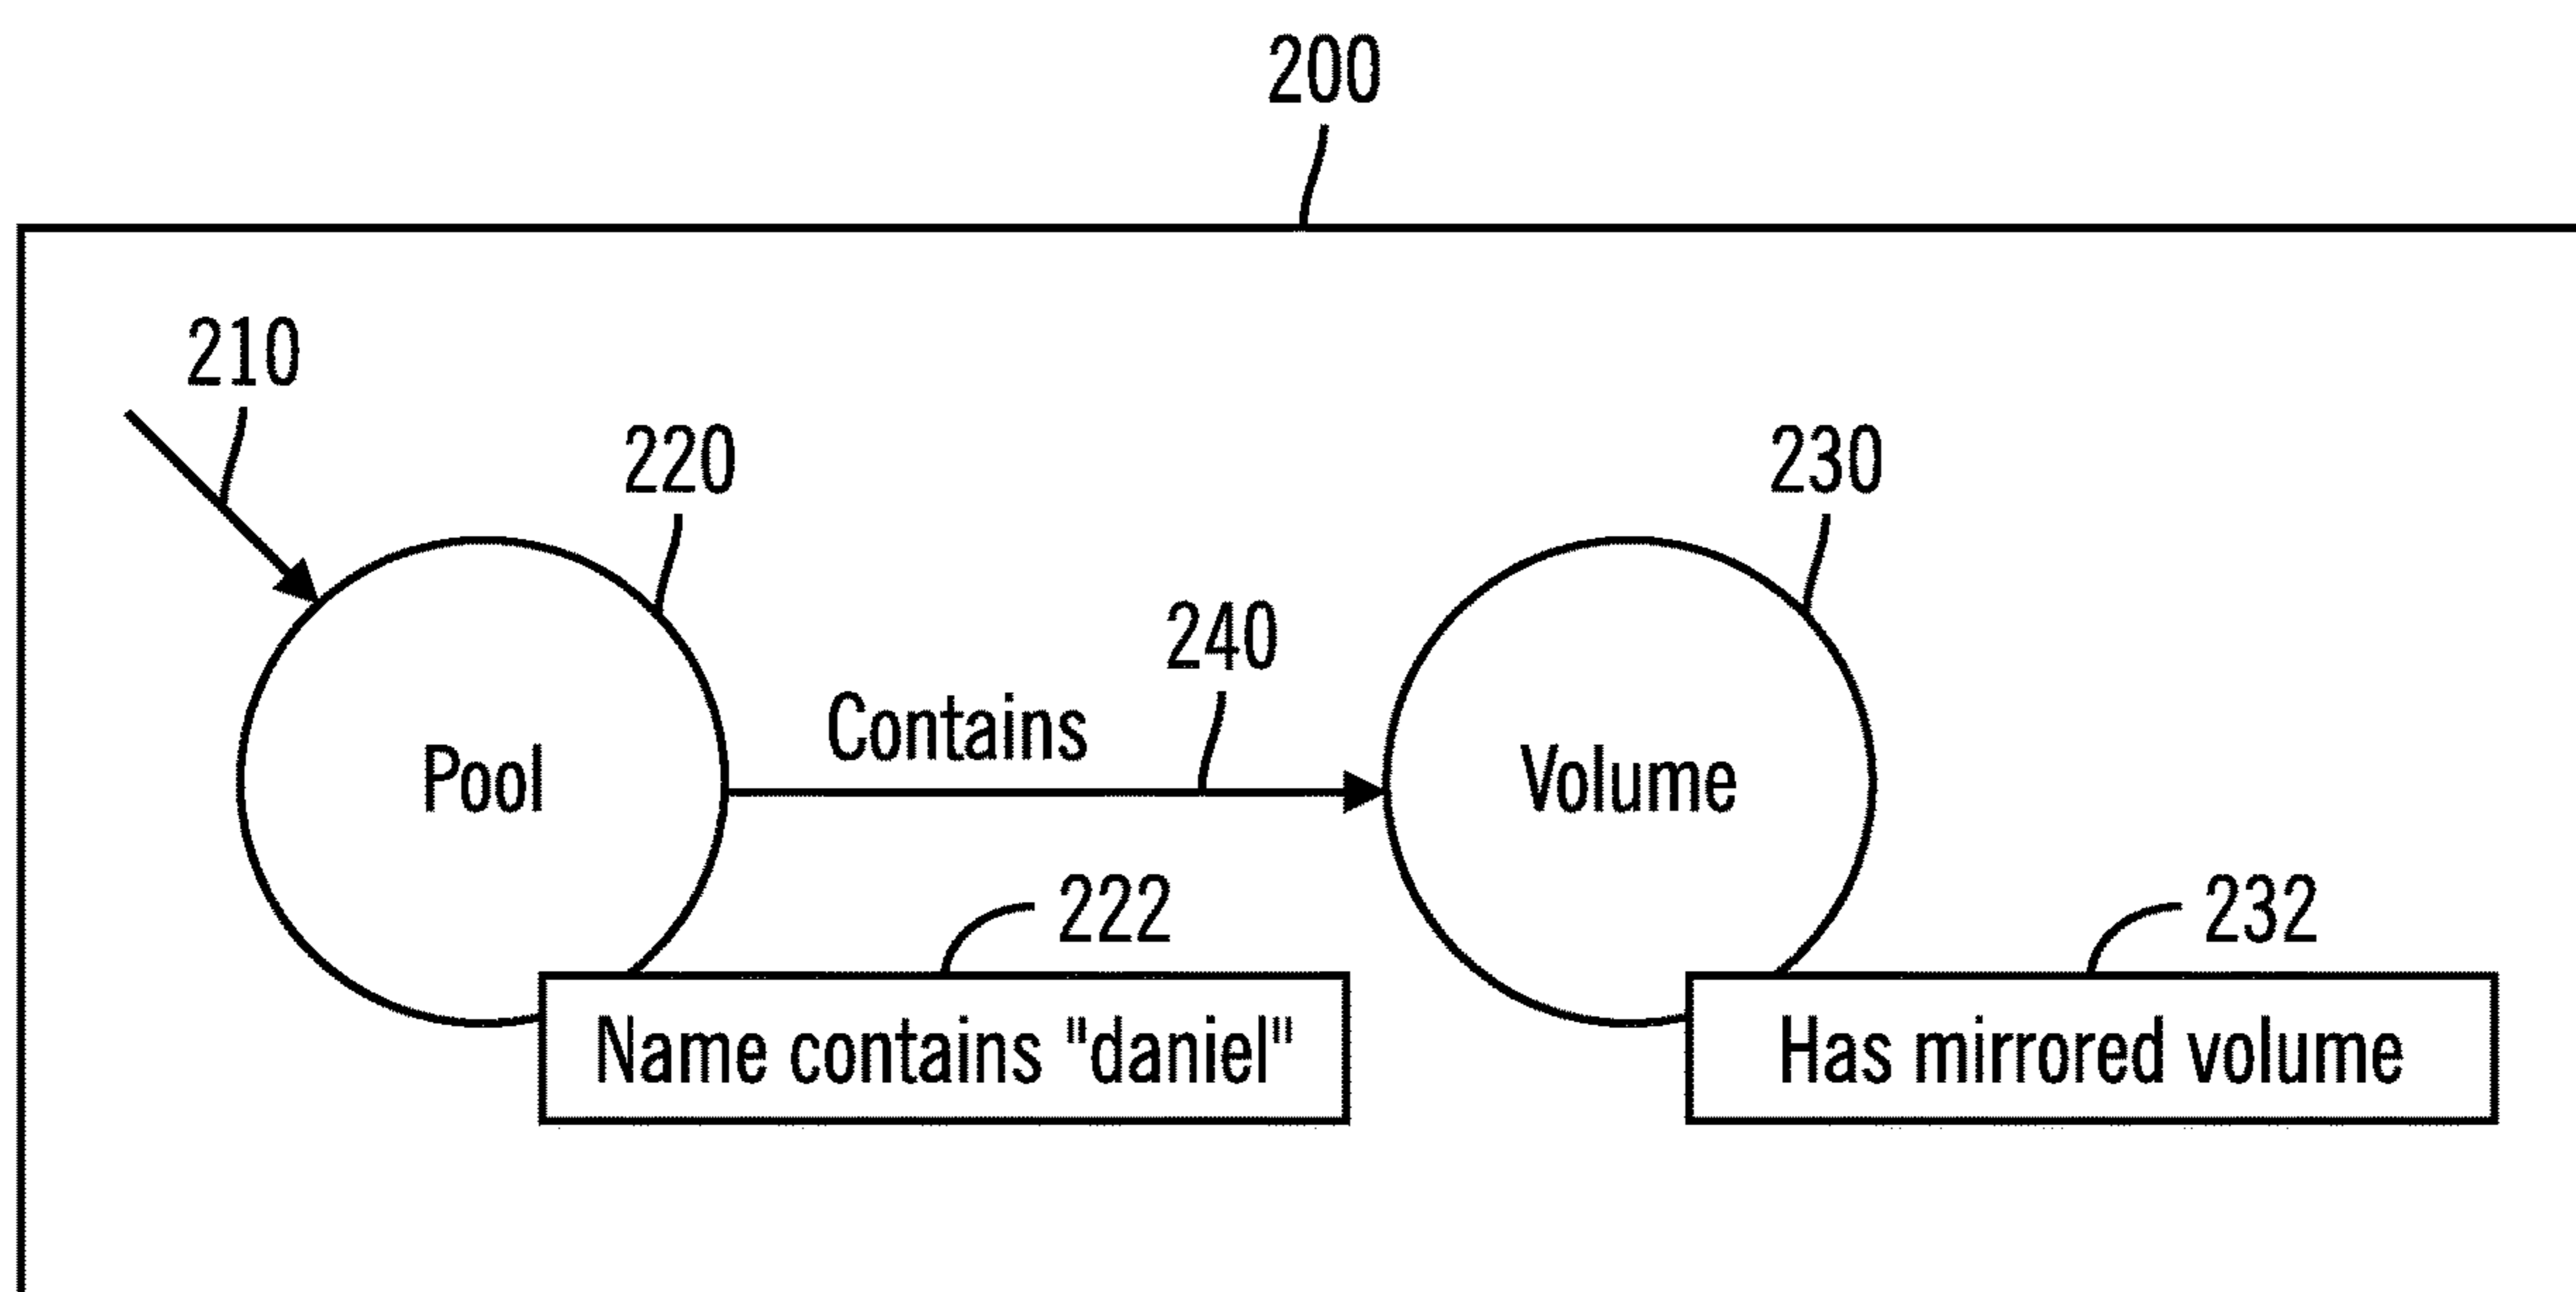 200
210
220
230
240
Contains
Pool
Volume
222
232
Name contains "daniel"
Has mirrored volume